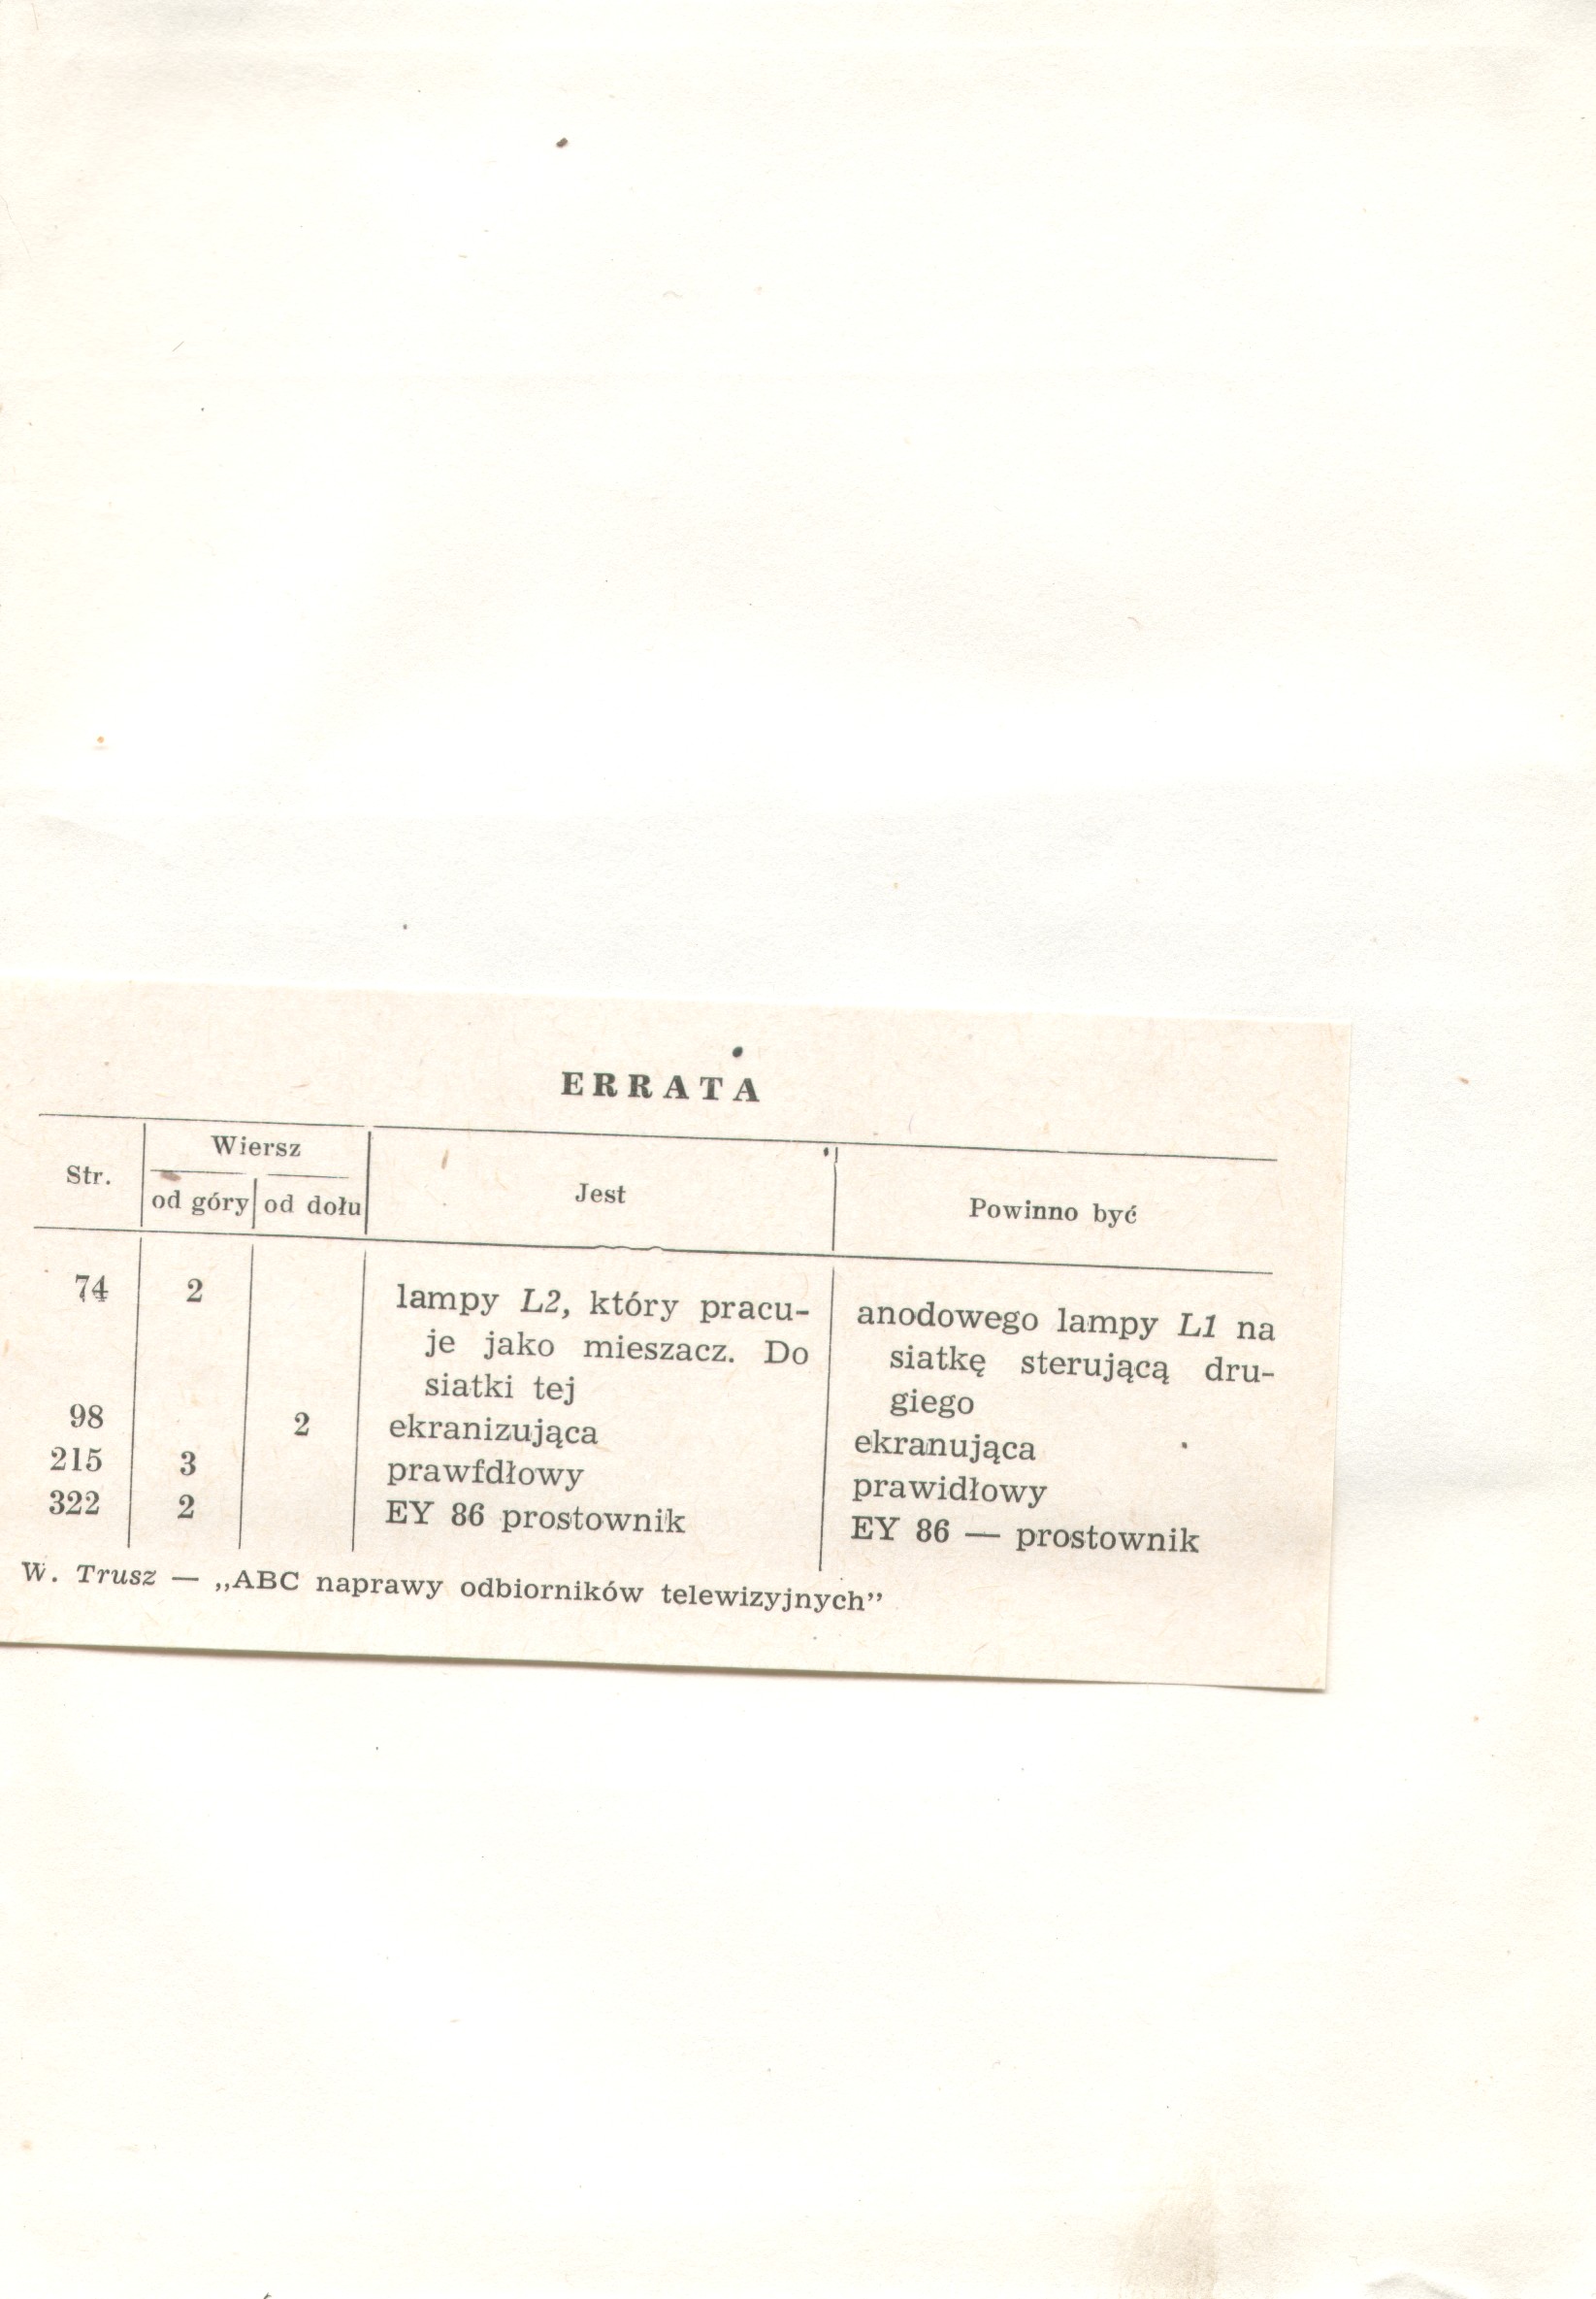 ERRATA
Str. Wiersz Jest Powinno być
od góry od dołu
74 2 lampy L2, który pracu- anodowego lampy L1 na
je jako mieszacz. Do siatkę sterującą dru-
siatki tej giego
98 2 ekranizująca ekranująca
215 3 prawfdłowy prawidłowy
322 2 EY 86 prostownik EY 86 — prostownik
W. Trusz — „ABC naprawy odbiorników telewizyjnych”